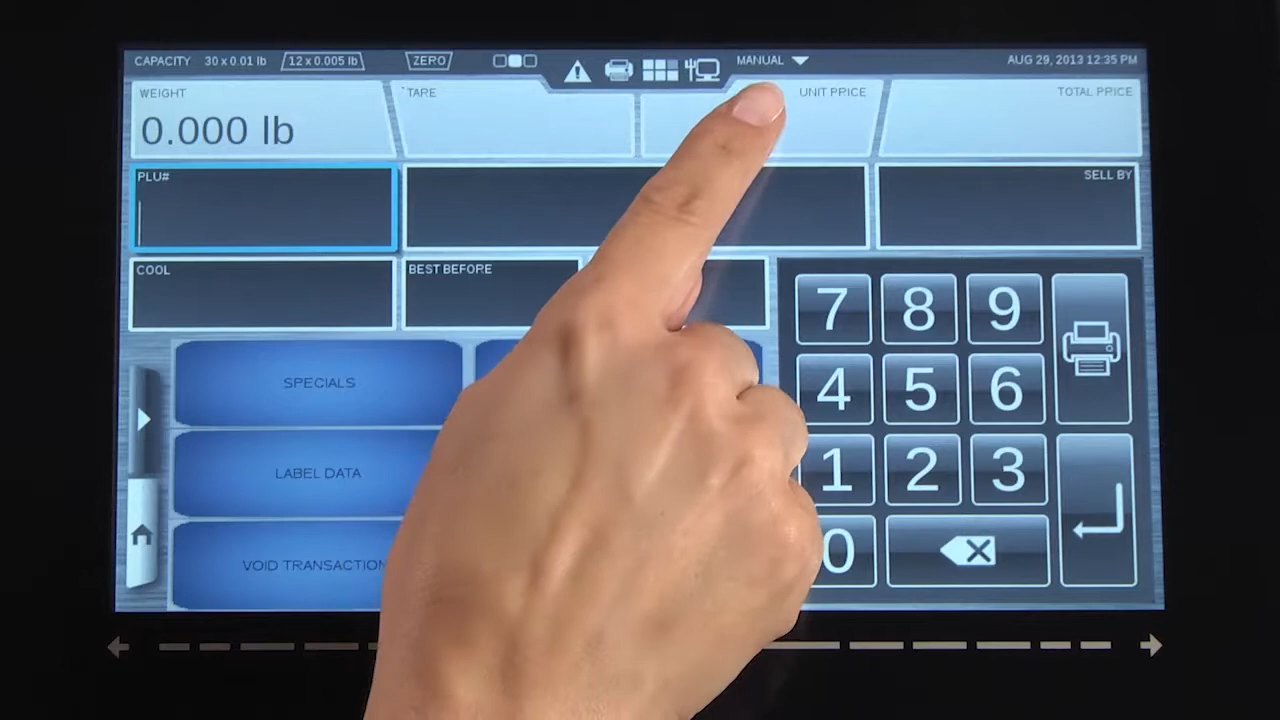 CAPACITY 30 x 0.01 lb 12 x 0.005 lb ZERO MANUAL AUG 29, 2013 12:35 PM
WEIGHT TARE UNIT PRICE TOTAL PRICE
0.000 lb
PLU# SELL BY
COOL BEST BEFORE
7 8 9
SPECIALS
4 5 6
LABEL DATA 1 2 3
VOID TRANSACTION 0